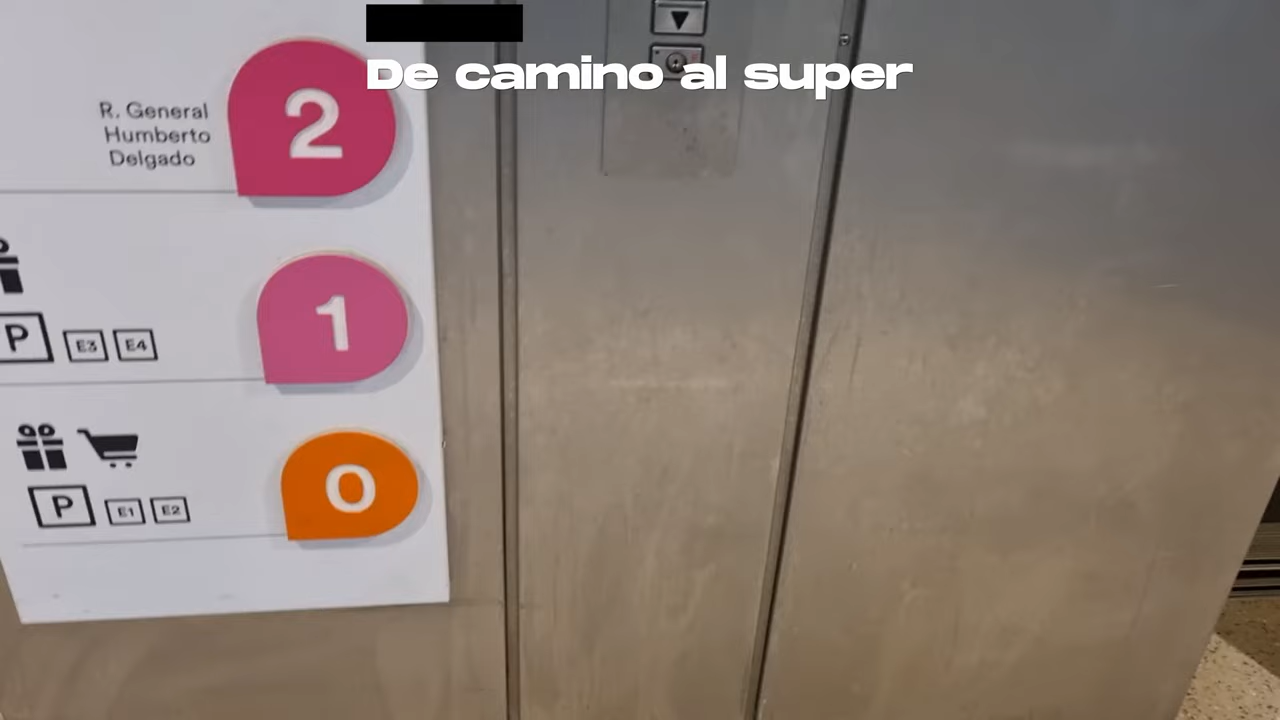 De camino al super
2
R. General
Humberto
Delgado
1
P E3 E4
0
P E1 E2